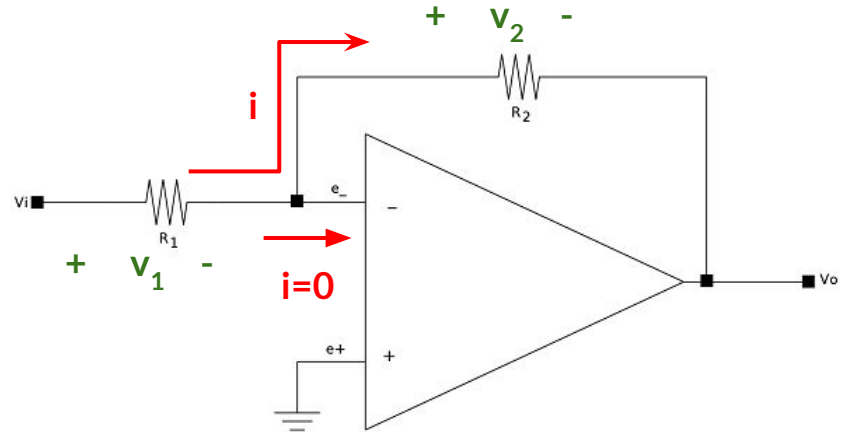 + v2 -
i
R2
e_
-
Vi
R1
+ v1 -
i=0
Vo
e+
+